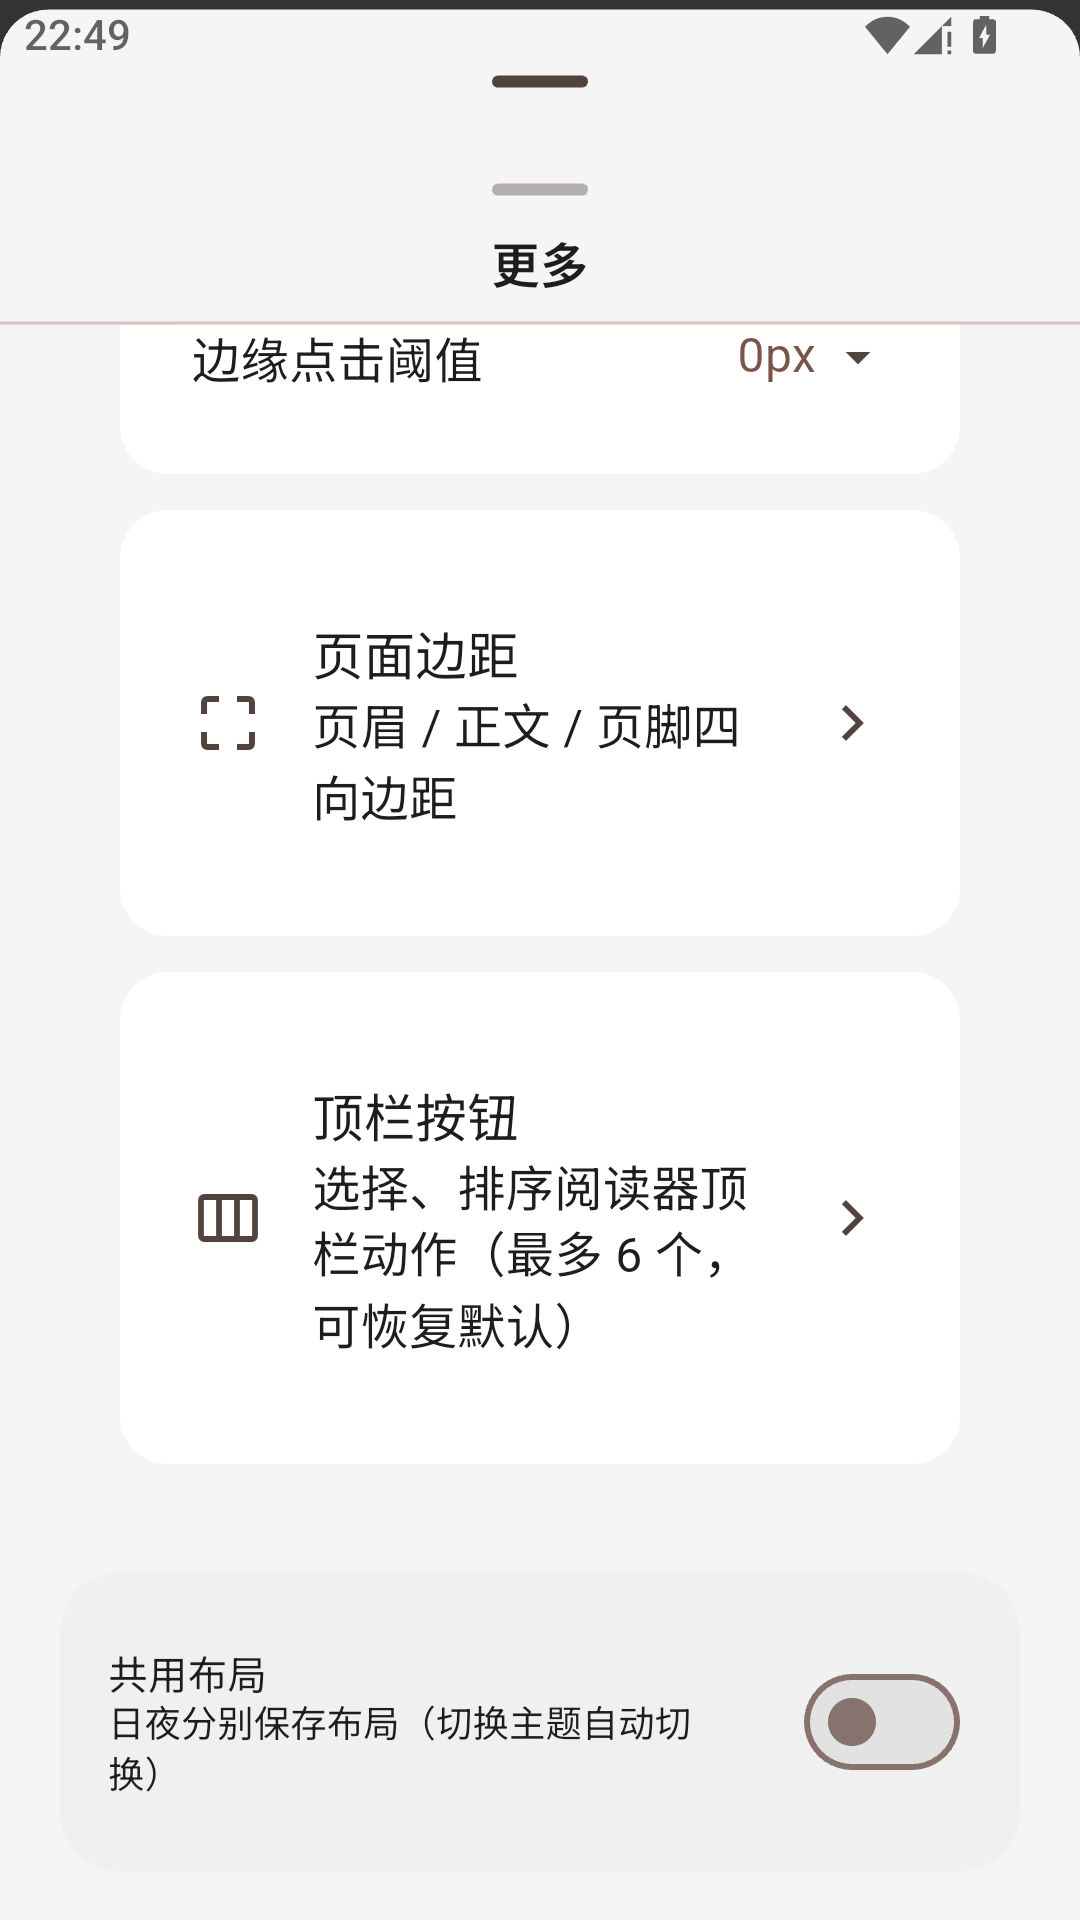 22:49
更多
边缘点击阈值 0px
页面边距
页眉 / 正文 / 页脚四
向边距
顶栏按钮
选择、排序阅读器顶
栏动作（最多 6 个，
可恢复默认）
共用布局
日夜分别保存布局（切换主题自动切
换）